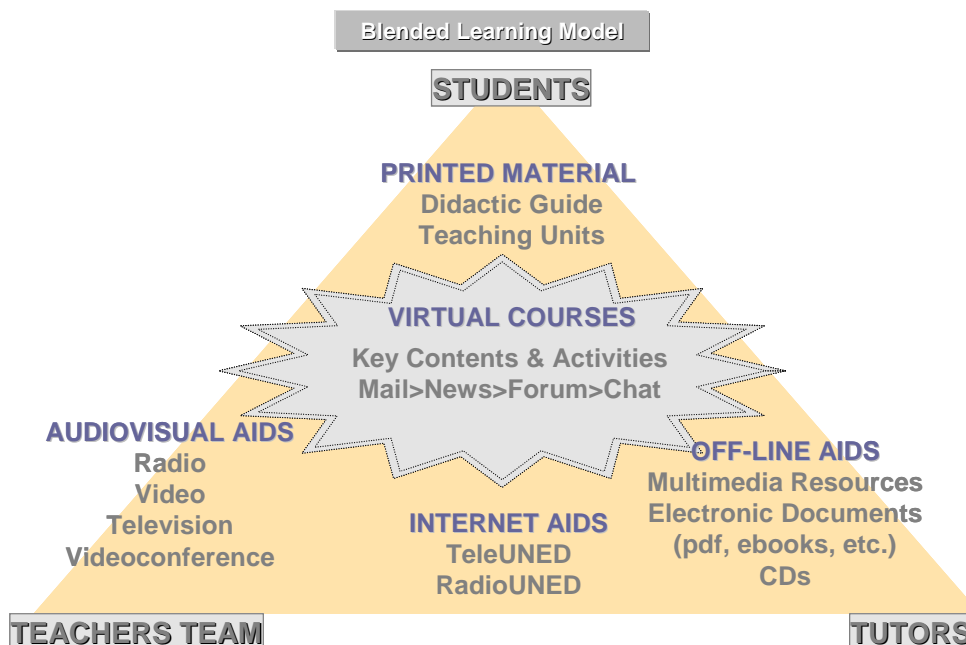 Blended Learning Model
STUDENTS
PRINTED MATERIAL
Didactic Guide
Teaching Units
VIRTUAL COURSES
Key Contents & Activities
Mail>News>Forum>Chat
AUDIOVISUAL AIDS
Radio
Video
Television
Videoconference
INTERNET AIDS
TeleUNED
RadioUNED
OFF-LINE AIDS
Multimedia Resources
Electronic Documents
(pdf, ebooks, etc.)
CDs
TEACHERS TEAM
TUTORS